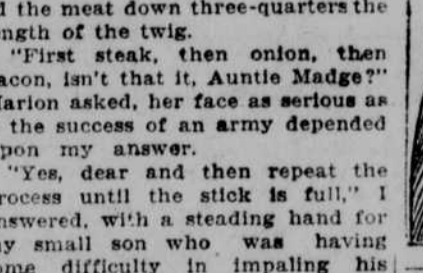 the meat down three-quarters the
ngth of the twig.
"First steak, then onion, then
acon, isn't that it, Auntie Madge?"
arion asked, her face as serious as
the success of an army depended
pon my answer.
"Yes, dear and then repeat the
rocess until the stick is full," I
nswered, with a steading hand for
y small son who was having
ome difficulty in impaling his